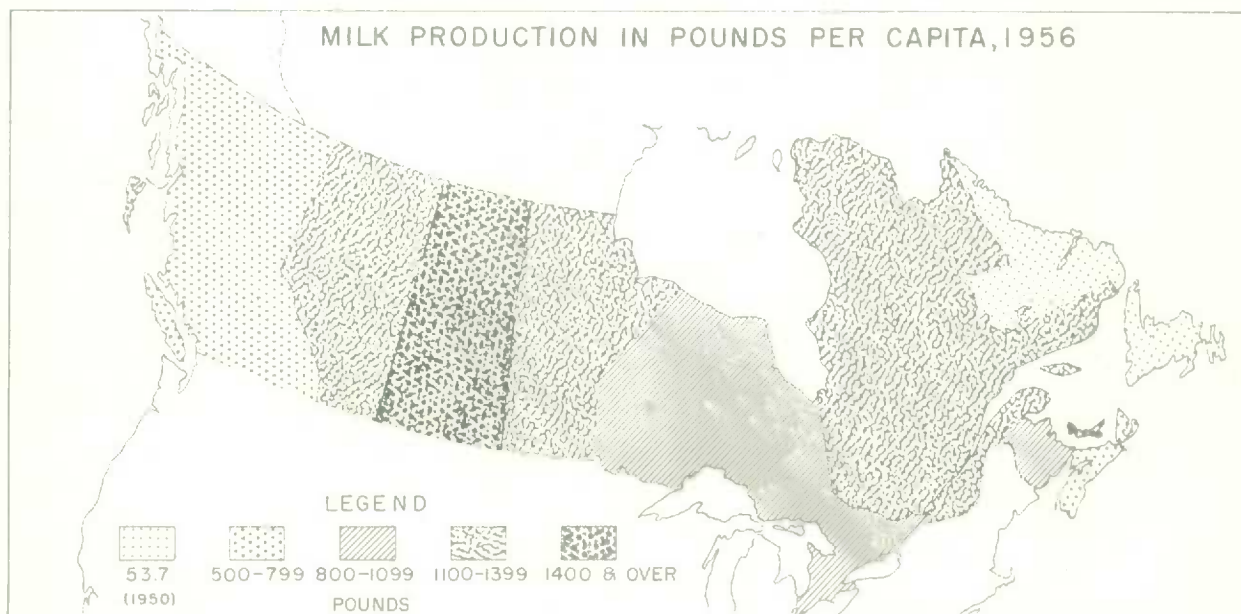 MILK PRODUCTION IN POUNDS PER CAPITA, 1956
LEGEND
53.7 500-799 800-1099 1100-1399 1400 & OVER
(1950) POUNDS